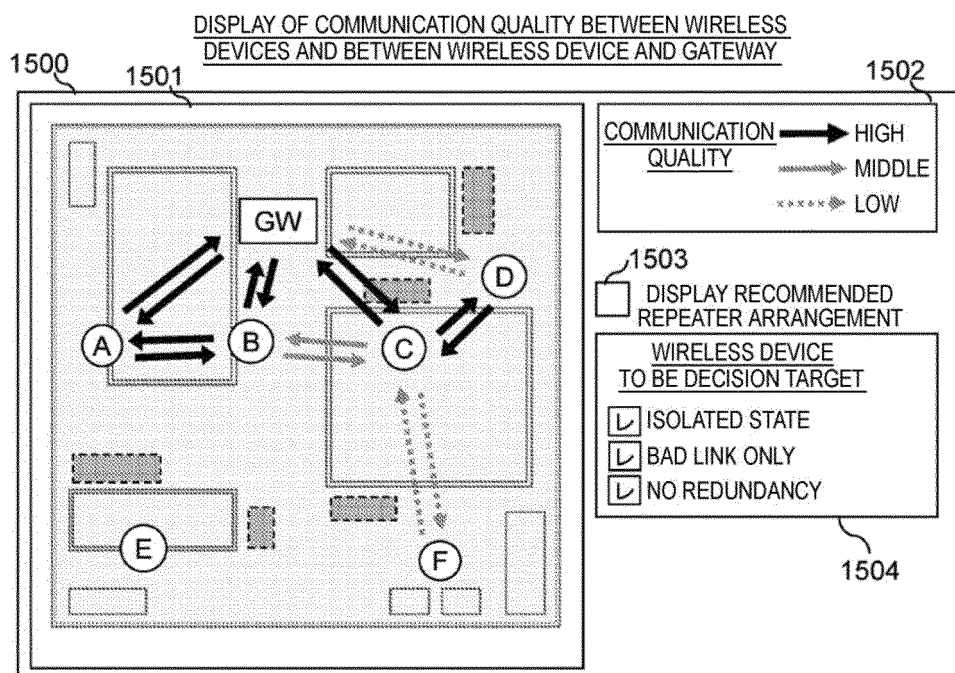 DISPLAY OF COMMUNICATION QUALITY BETWEEN WIRELESS
DEVICES AND BETWEEN WIRELESS DEVICE AND GATEWAY
1500
1501
1502
COMMUNICATION
QUALITY
HIGH
MIDDLE
LOW
GW
D
A
B
C
E
F
1503
DISPLAY RECOMMENDED
REPEATER ARRANGEMENT
WIRELESS DEVICE
TO BE DECISION TARGET
ISOLATED STATE
BAD LINK ONLY
NO REDUNDANCY
1504